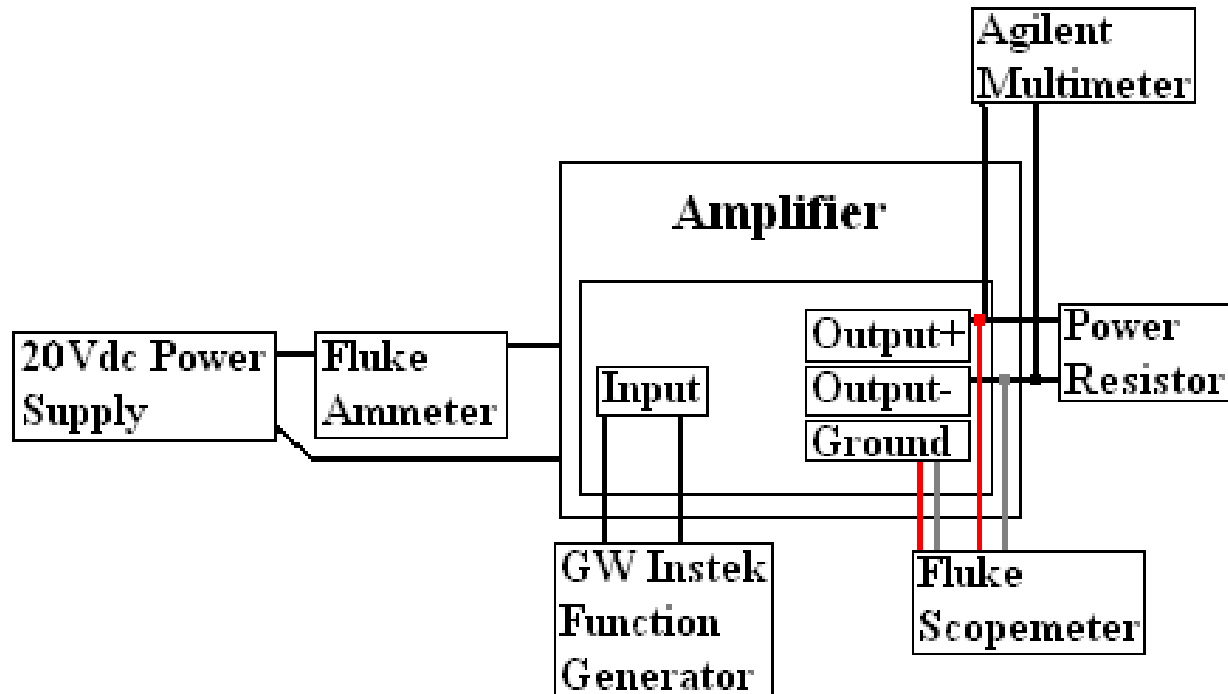 Agilent
Multimeter
Amplifier
20Vdc Power
Supply
Fluke
Ammeter
Input
Output+
Output-
Ground
Power
Resistor
GW Instek
Function
Generator
Fluke
Scopemeter